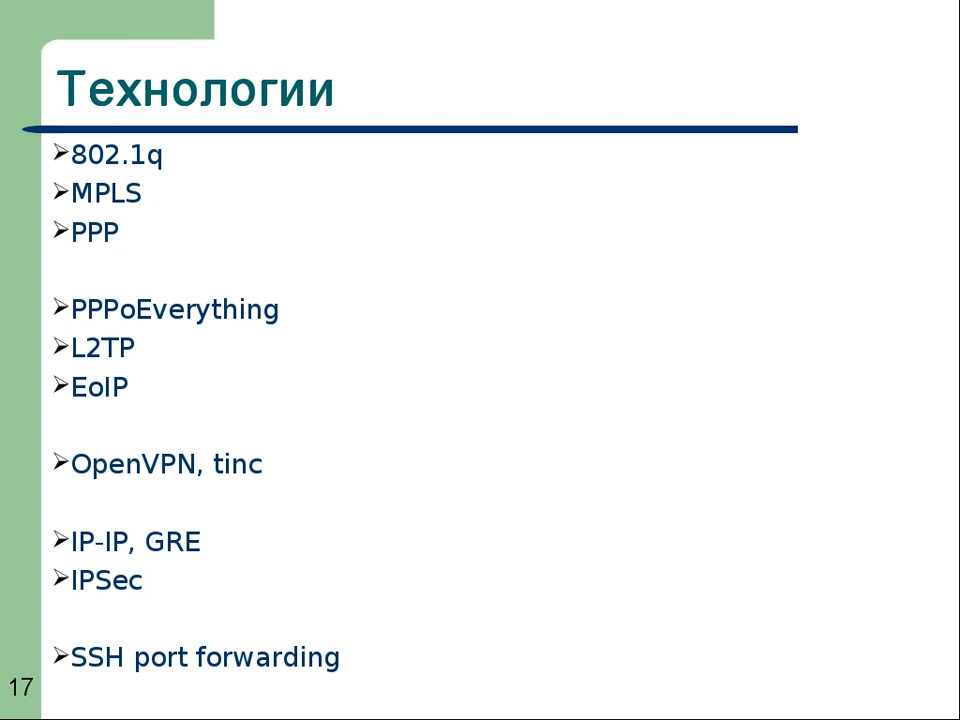 Технологии
802.1q
MPLS
PPP
PPPoEverything
L2TP
EoIP
OpenVPN, tinc
IP-IP, GRE
IPSec
SSH port forwarding
17